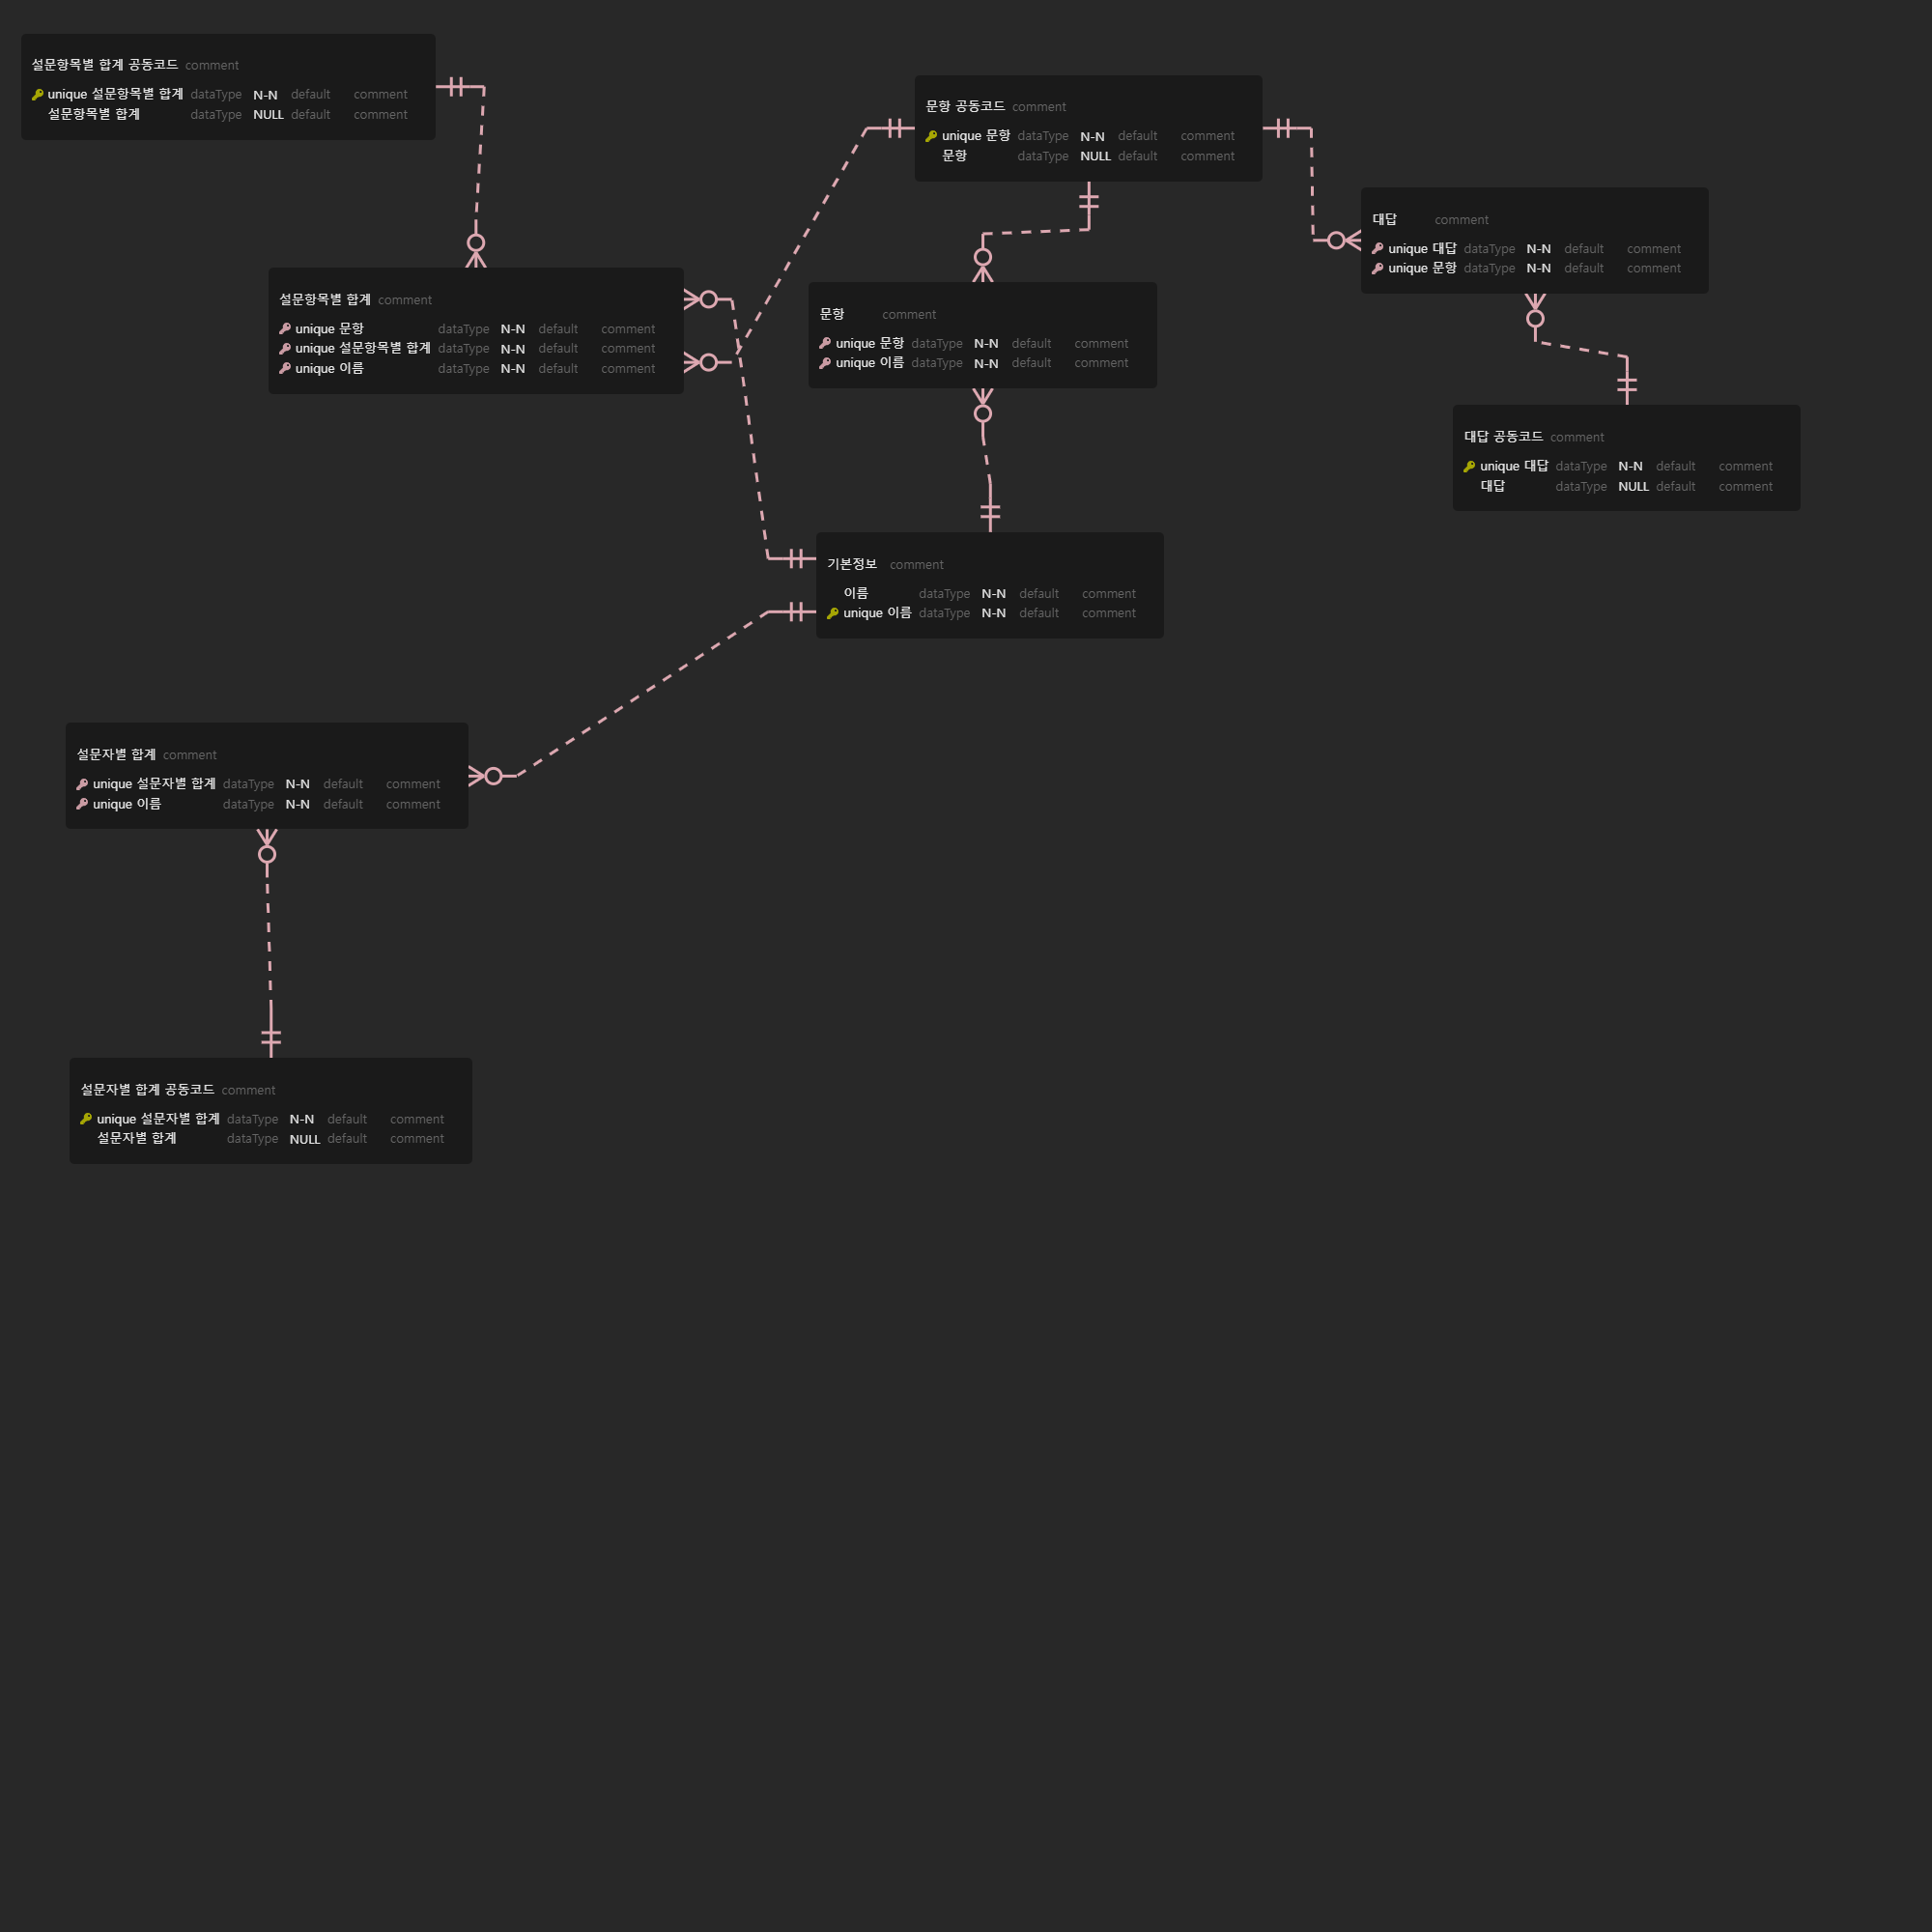 설문항목별 합계 공동코드 comment
unique 설문항목별 합계 dataType N-N default comment
설문항목별 합계 dataType NULL default comment
문항 공동코드 comment
unique 문항 dataType N-N default comment
문항 dataType NULL default comment
대답 comment
unique 대답 dataType N-N default comment
unique 문항 dataType N-N default comment
설문항목별 합계 comment
unique 문항 dataType N-N default comment
unique 설문항목별 합계 dataType N-N default comment
unique 이름 dataType N-N default comment
문항 comment
unique 문항 dataType N-N default comment
unique 이름 dataType N-N default comment
대답 공동코드 comment
unique 대답 dataType N-N default comment
대답 dataType NULL default comment
기본정보 comment
이름 dataType N-N default comment
unique 이름 dataType N-N default comment
설문자별 합계 comment
unique 설문자별 합계 dataType N-N default comment
unique 이름 dataType N-N default comment
설문자별 합계 공동코드 comment
unique 설문자별 합계 dataType N-N default comment
설문자별 합계 dataType NULL default comment